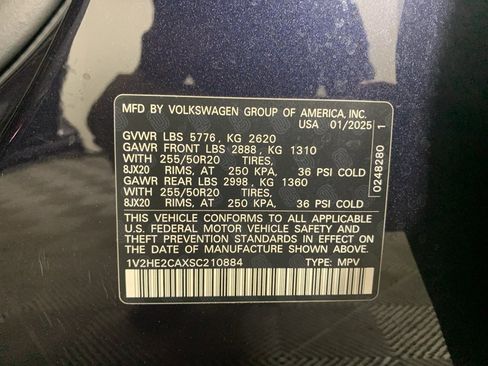 MFD BY VOLKSWAGEN GROUP OF AMERICA, INC.
USA 01/2025
GVWR LBS 5776, KG 2620
GAWR FRONT LBS 2888, KG 1310
WITH 255/50R20 TIRES,
8JX20 RIMS, AT 250 KPA, 36 PSI COLD
GAWR REAR LBS 2998, KG 1360
WITH 255/50R20 TIRES,
8JX20 RIMS, AT 250 KPA, 36 PSI COLD
THIS VEHICLE CONFORMS TO ALL APPLICABLE
U.S. FEDERAL MOTOR VEHICLE SAFETY AND
THEFT PREVENTION STANDARDS IN EFFECT ON THE
DATE OF MANUFACTURE SHOWN ABOVE.
1V2HE2CAXSC210884 TYPE: MPV
0248280 1